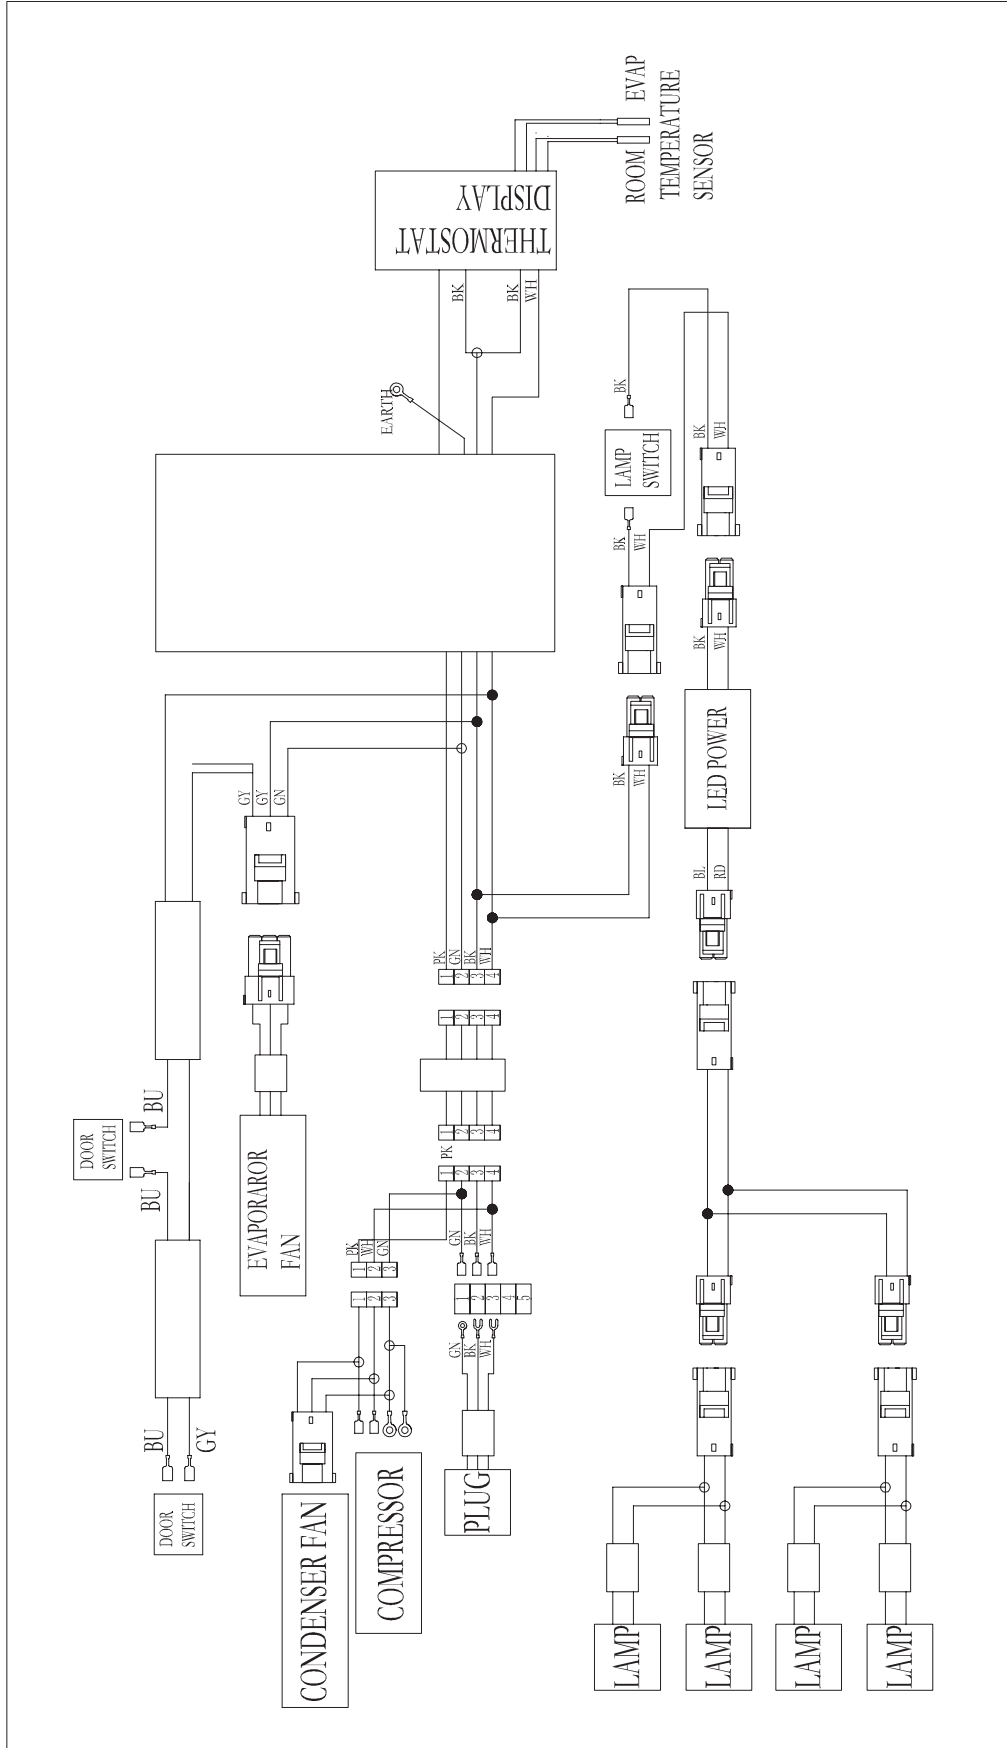 EVAP
ROOM
TEMPERATURE
SENSOR
THERMOSTAT
DISPLAY
BK
BK
WH
EARTH
BK
LAMP
SWITCH
BK
WH
BK
WH
BK
WH
LED POWER
BK
WH
BL
RD
GY
GY
GN
PK
GN
BK
WH
1
2
3
4
1
2
3
4
1
2
3
4
PK
1
2
3
4
BU
DOOR
SWITCH
BU
EVAPORAROR
FAN
PK
WH
GN
1
2
3
1
2
3
GN
BK
WH
1
2
3
4
5
GN
BK
WH
BU
GY
DOOR
SWITCH
CONDENSER FAN
COMPRESSOR
PLUG
LAMP
LAMP
LAMP
LAMP